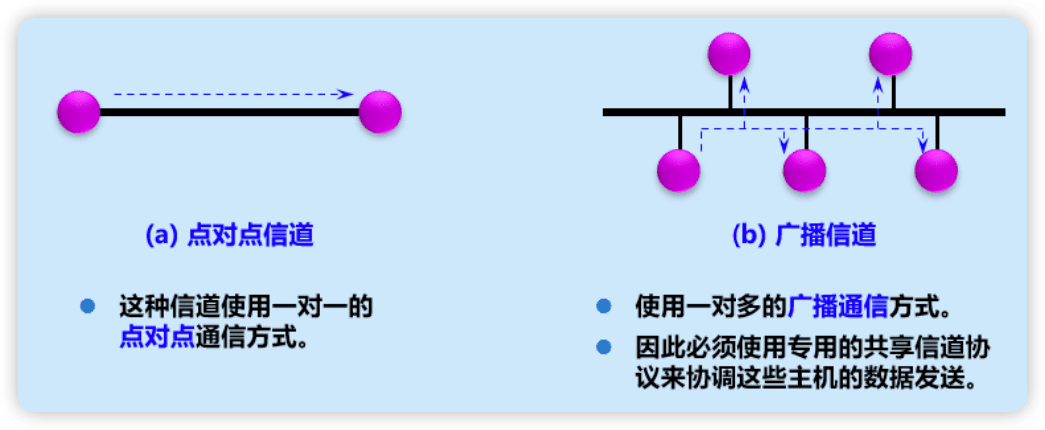 (a) 点对点信道
这种信道使用一对一的
点对点通信方式。
(b) 广播信道
使用一对多的广播通信方式。
因此必须使用专用的共享信道协
议来协调这些主机的数据发送。